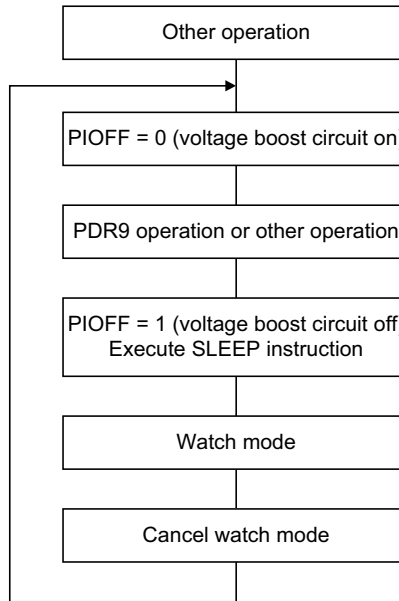 Other operation
PIOFF = 0 (voltage boost circuit on)
PDR9 operation or other operation
PIOFF = 1 (voltage boost circuit off)
Execute SLEEP instruction
Watch mode
Cancel watch mode